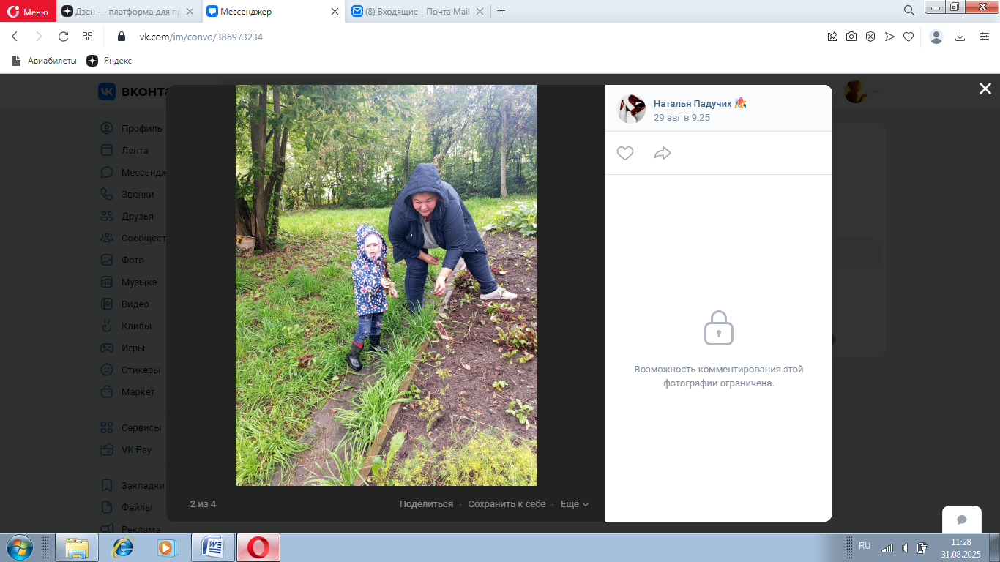 Меню
Дзен — платформа для пр
Мессенджер
(8) Входящие - Почта Mail
vk.com/im/convo/386973234
Авиабилеты
Яндекс
ВКОНТА
Профиль
Лента
Мессендж
Звонки
Друзья
Сообщест
Фото
Музыка
Видео
Клипы
Игры
Стикеры
Маркет
Сервисы
VK Pay
Закладки
Файлы
Реклама
Наталья Падучих
29 авг в 9:25
Возможность комментирования этой
фотографии ограничена.
2 из 4
Поделиться · Сохранить к себе · Ещё
RU
11:28
31.08.2025